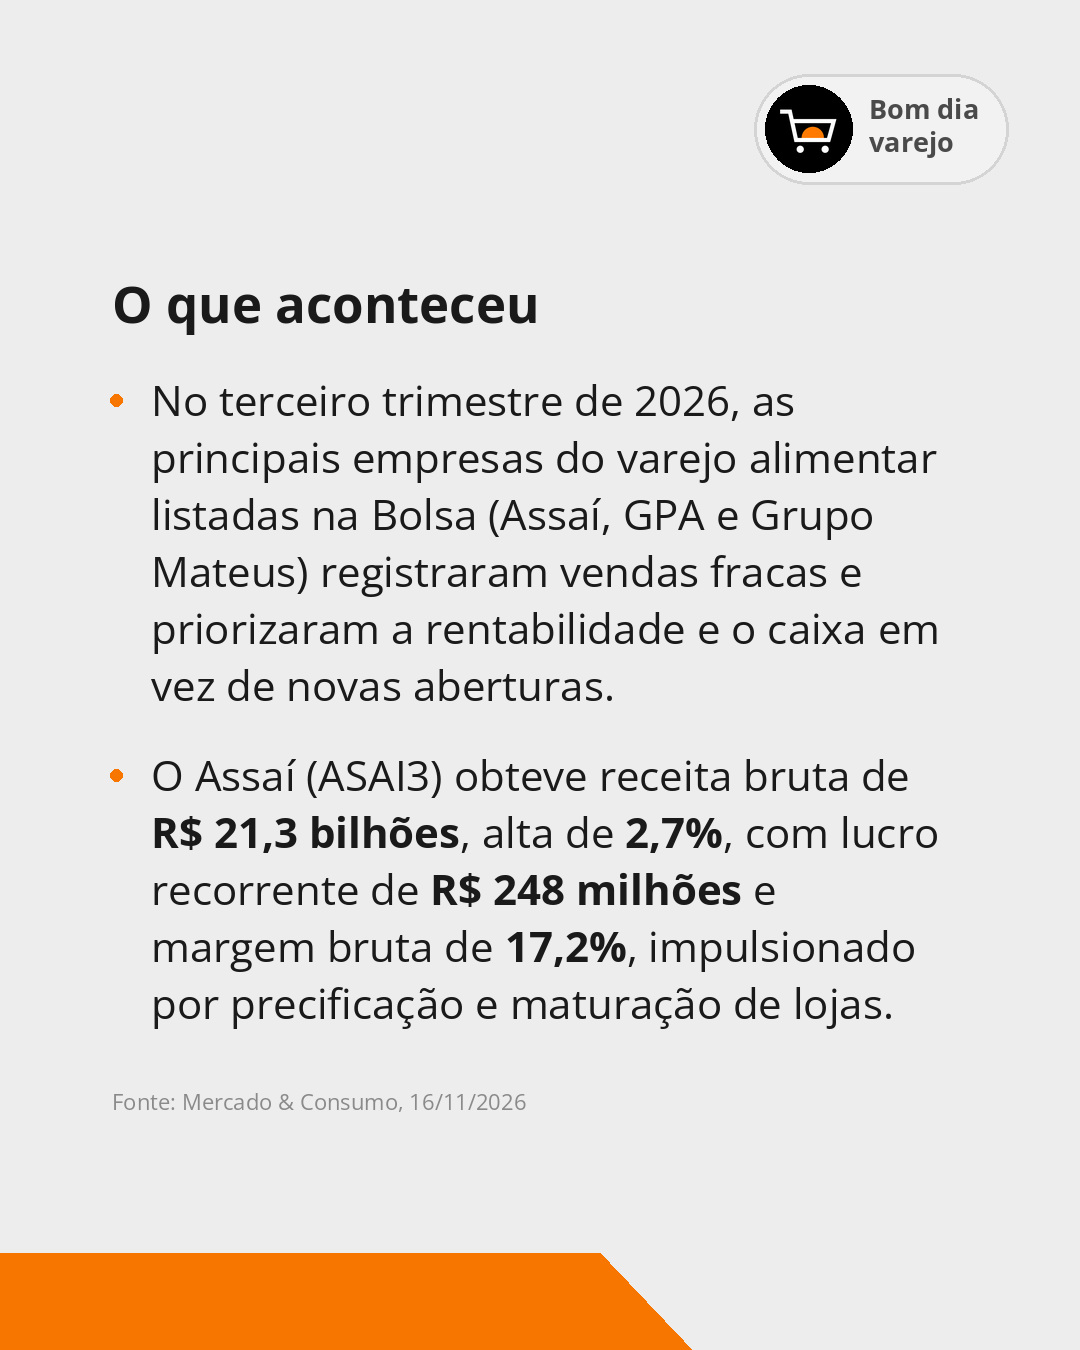 Bom dia
varejo
O que aconteceu
• No terceiro trimestre de 2026, as
principais empresas do varejo alimentar
listadas na Bolsa (Assaí, GPA e Grupo
Mateus) registraram vendas fracas e
priorizaram a rentabilidade e o caixa em
vez de novas aberturas.
• O Assaí (ASAI3) obteve receita bruta de
R$ 21,3 bilhões, alta de 2,7%, com lucro
recorrente de R$ 248 milhões e
margem bruta de 17,2%, impulsionado
por precificação e maturação de lojas.
Fonte: Mercado & Consumo, 16/11/2026